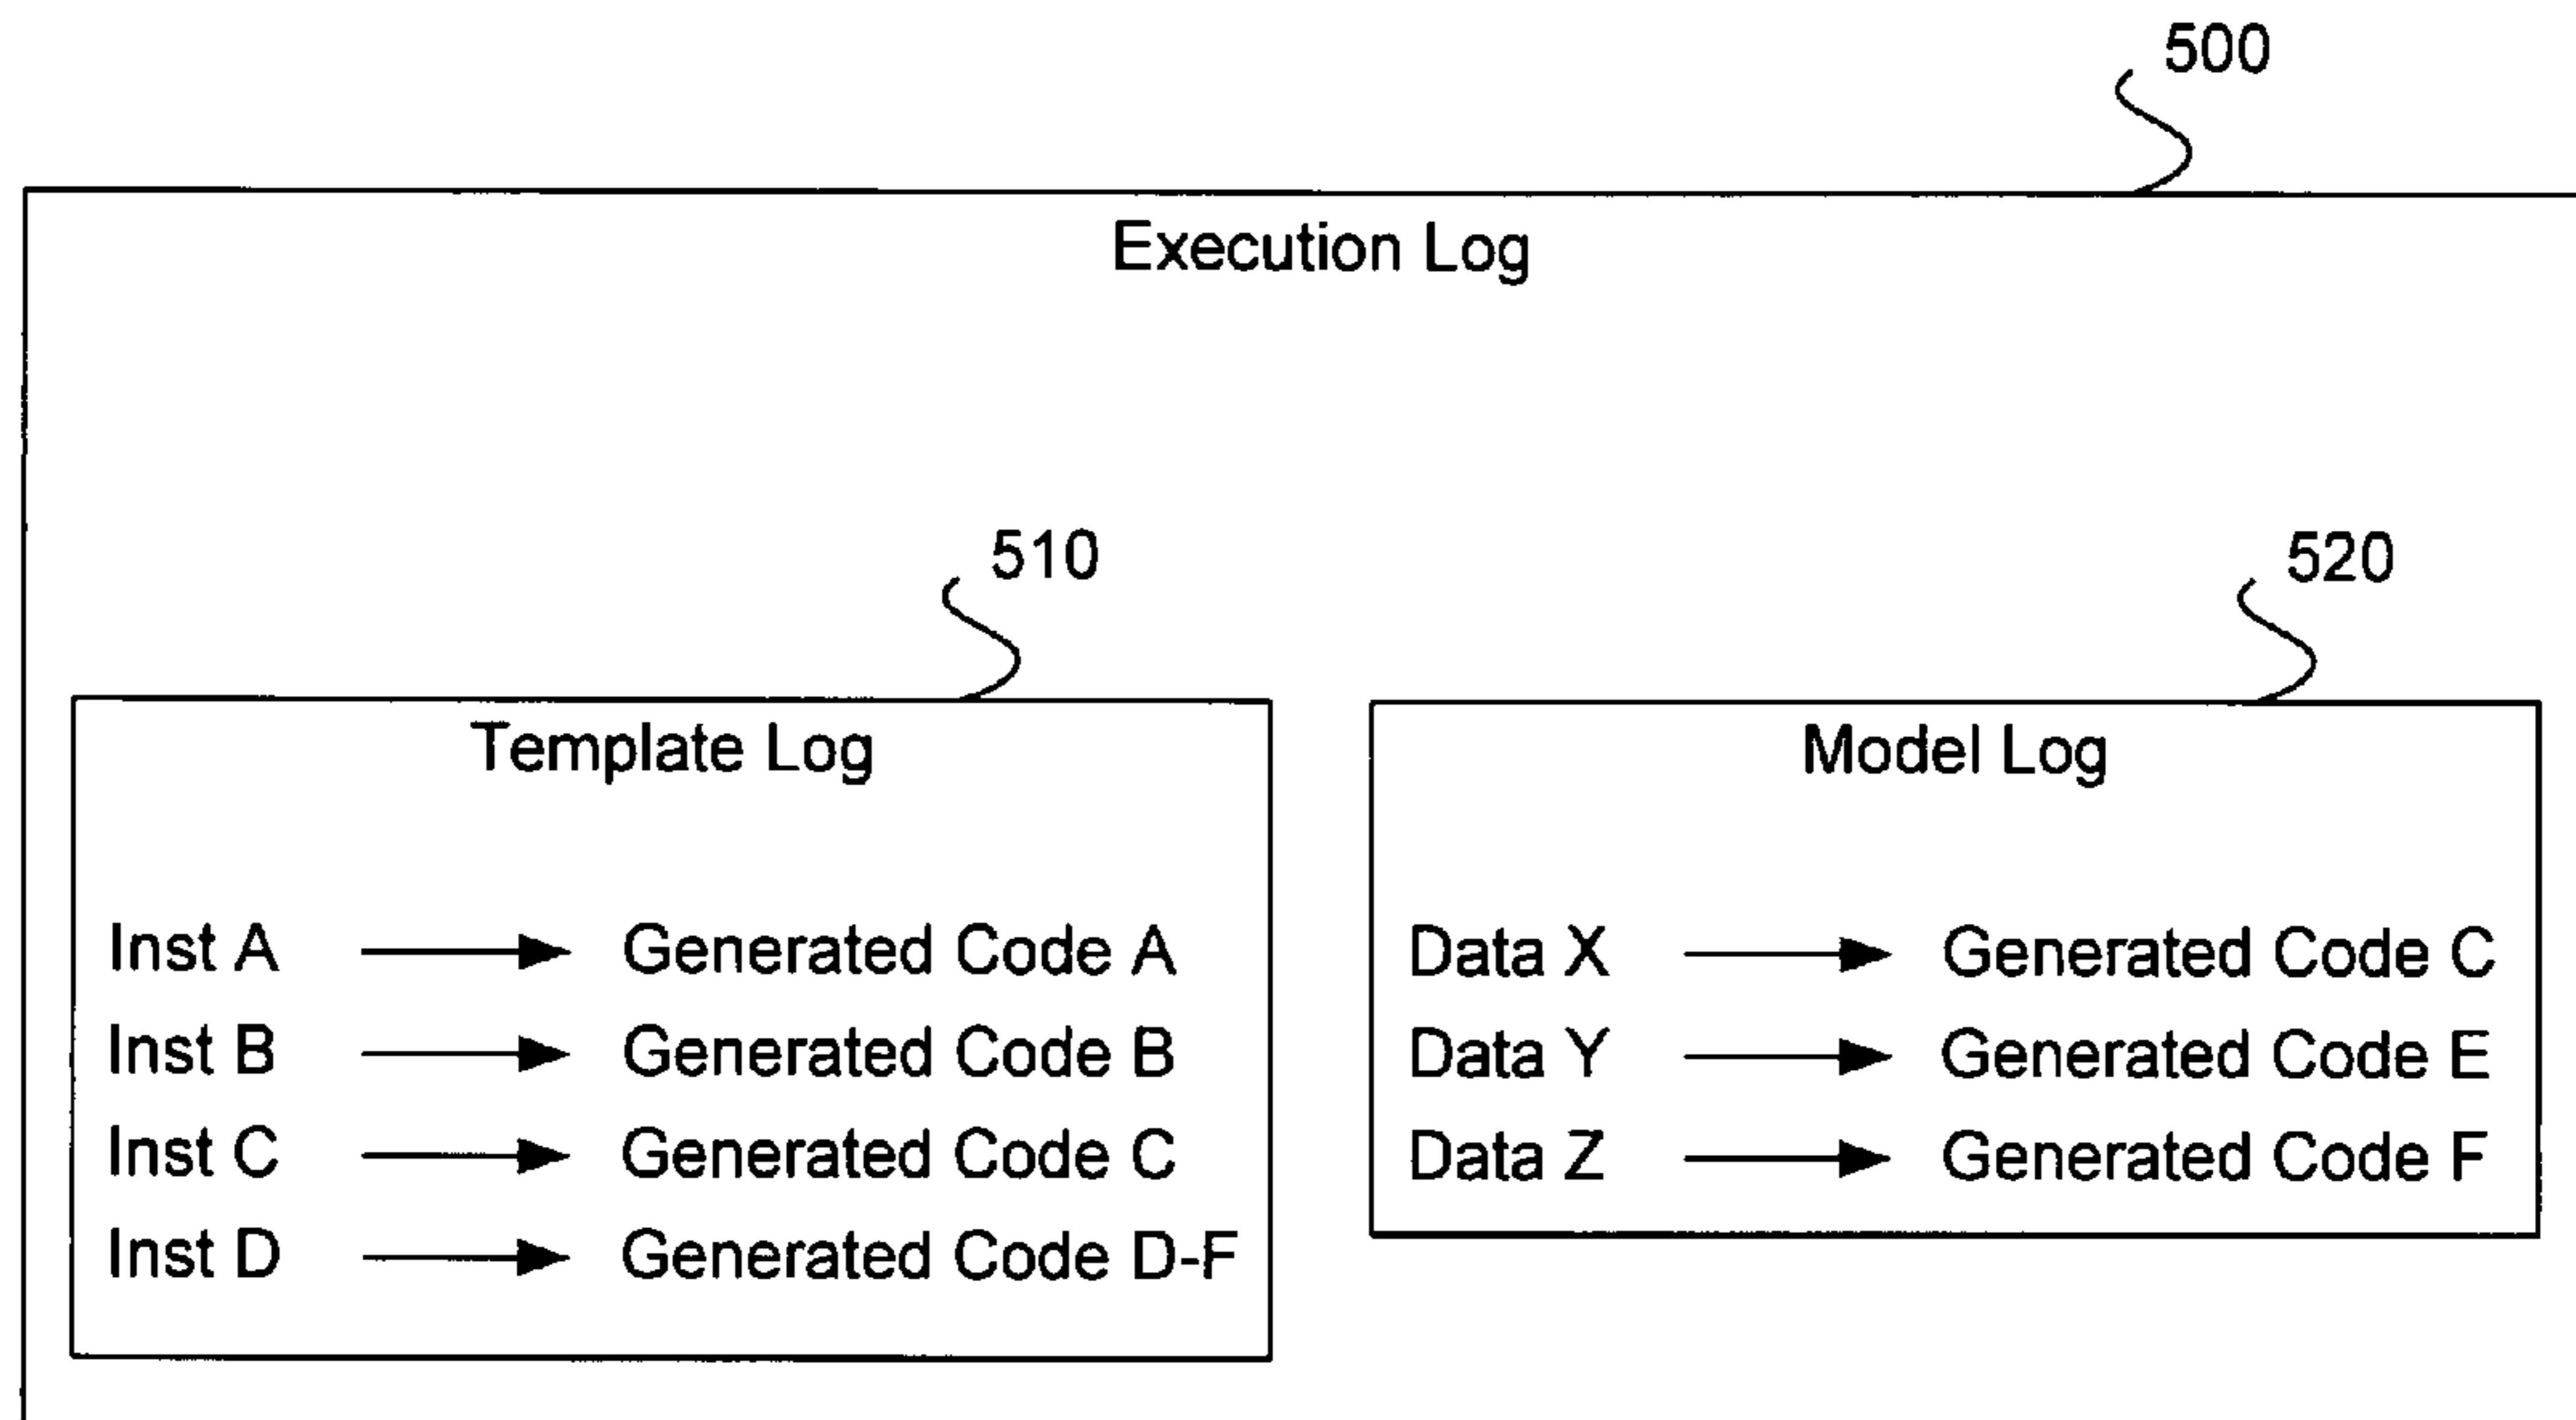 500
Execution Log
510
520
Template Log
Inst A Generated Code A
Inst B Generated Code B
Inst C Generated Code C
Inst D Generated Code D-F
Model Log
Data X Generated Code C
Data Y Generated Code E
Data Z Generated Code F